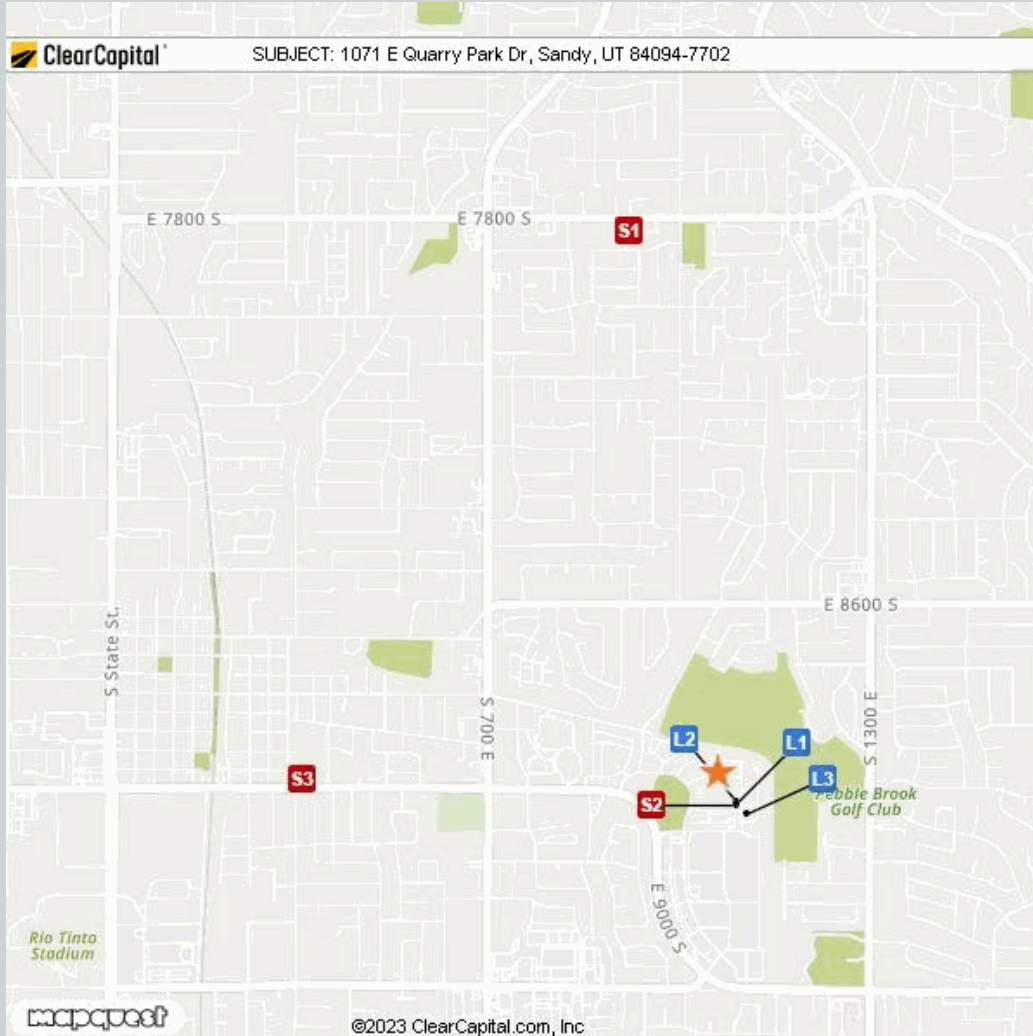 ClearCapital
SUBJECT: 1071 E Quarry Park Dr, Sandy, UT 84094-7702
E 7800 S
E 7800 S
S1
E 8600 S
S State St.
S 700 E
S 1300 E
L2
L1
S3
L3
S2
Pebble Brook
Golf Club
E 9000 S
Rio Tinto
Stadium
mapquest
©2023 ClearCapital.com, Inc